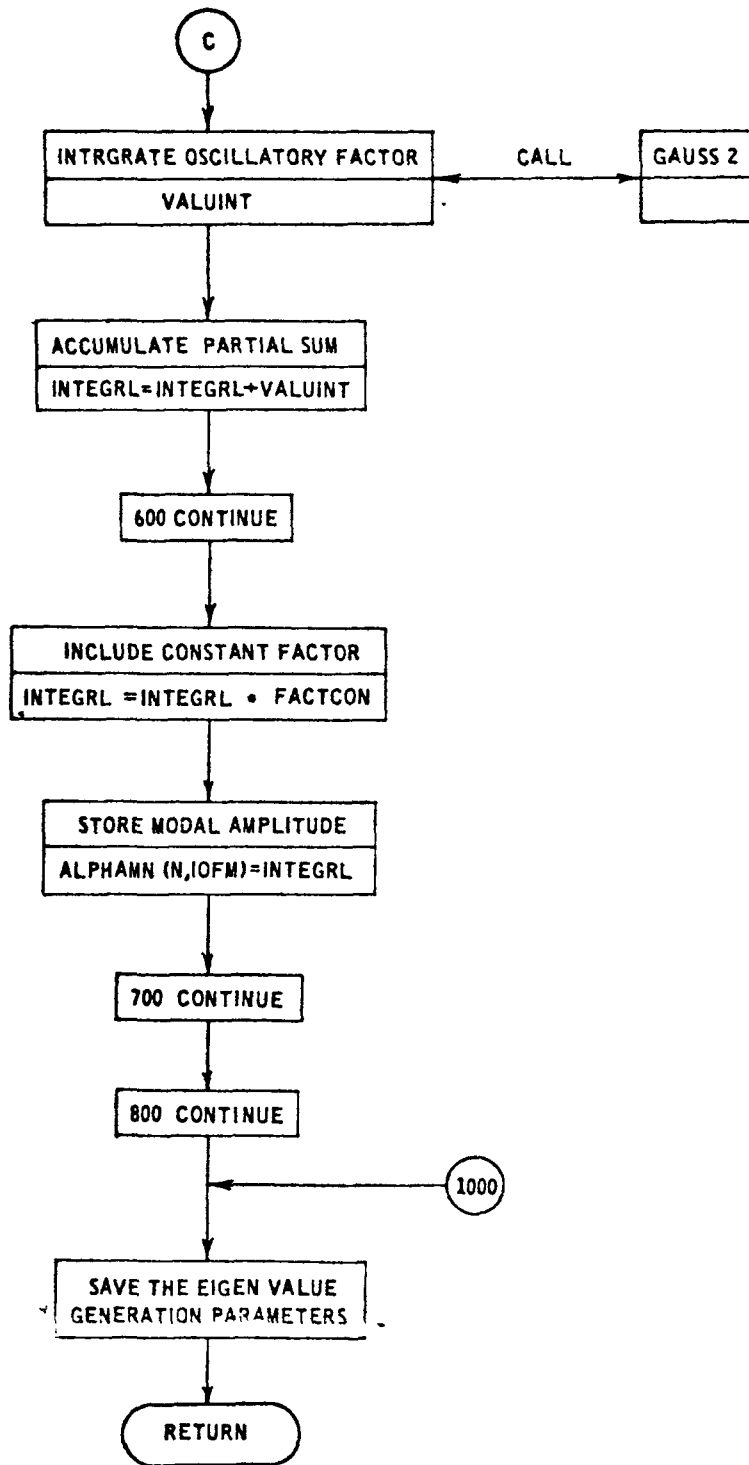 C
INTRGRATE OSCILLATORY FACTOR
VALUINT
CALL
GAUSS 2
ACCUMULATE PARTIAL SUM
INTEGRL=INTEGRL+VALUINT
600 CONTINUE
INCLUDE CONSTANT FACTOR
INTEGRL =INTEGRL * FACTCON
STORE MODAL AMPLITUDE
ALPHAMN (N,IOFM)=INTEGRL
700 CONTINUE
800 CONTINUE
1000
SAVE THE EIGEN VALUE
GENERATION PARAMETERS
RETURN